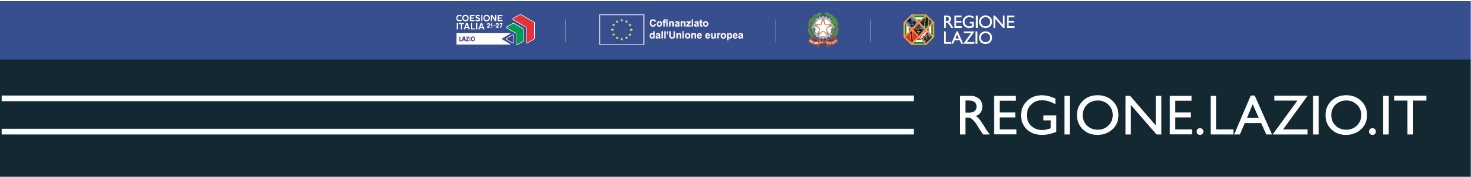 COESIONE
ITALIA 21-27
LAZIO
Cofinanziato
dall'Unione europea
REGIONE
LAZIO
REGIONE.LAZIO.IT